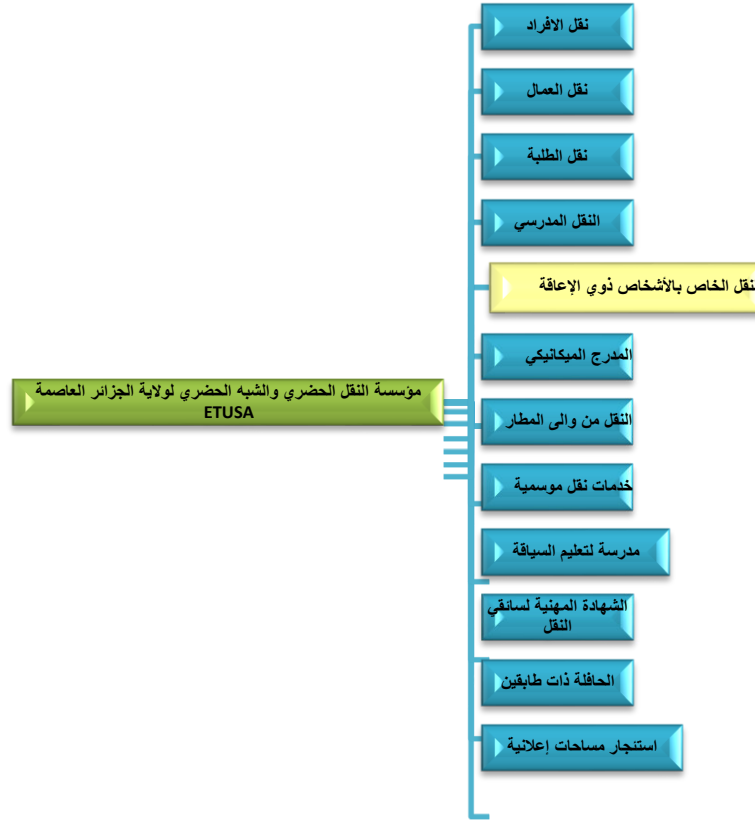 نقل الافراد
نقل العمال
نقل الطلبة
النقل المدرسي
الخاص بالأشخاص ذوي الإعاقة
المدرج الميكانيكي
مؤسسة النقل الحضري والشبه الحضري لولاية الجزائر العاصمة
ETUSA
النقل من والى المطار
خدمات نقل موسمية
مدرسة لتعليم السياقة
الشهادة المهنية لسائقي
النقل
الحافلة ذات طابقين
استئجار مساحات إعلانية